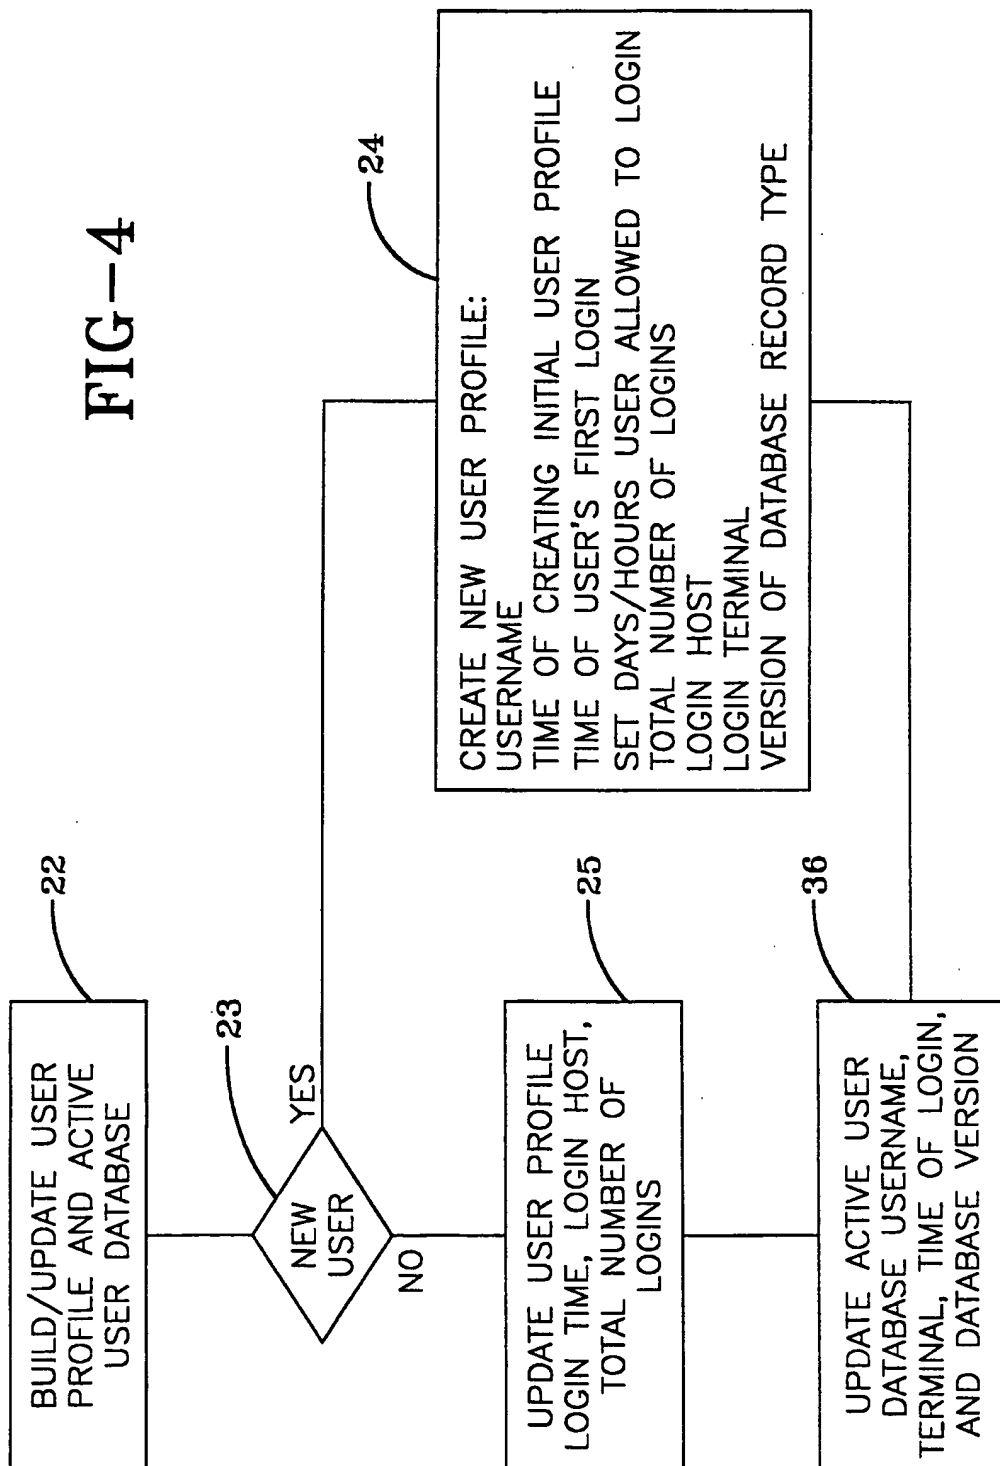 FIG-4
22
BUILD/UPDATE USER
PROFILE AND ACTIVE
USER DATABASE
23
NEW
USER
YES
NO
24
CREATE NEW USER PROFILE:
USERNAME
TIME OF CREATING INITIAL USER PROFILE
TIME OF USER'S FIRST LOGIN
SET DAYS/HOURS USER ALLOWED TO LOGIN
TOTAL NUMBER OF LOGINS
LOGIN HOST
LOGIN TERMINAL
VERSION OF DATABASE RECORD TYPE
25
UPDATE USER PROFILE
LOGIN TIME, LOGIN HOST,
TOTAL NUMBER OF
LOGINS
36
UPDATE ACTIVE USER
DATABASE USERNAME,
TERMINAL, TIME OF LOGIN,
AND DATABASE VERSION